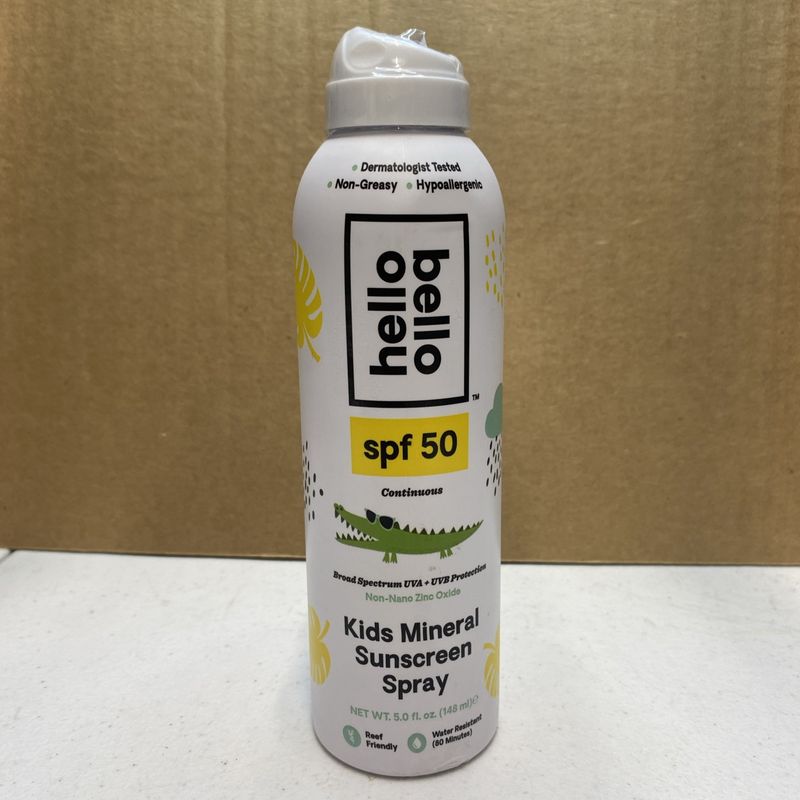 • Dermatologist Tested
• Non-Greasy • Hypoallergenic
hello
bello
™
spf 50
Continuous
Broad Spectrum UVA + UVB Protection
Non-Nano Zinc Oxide
Kids Mineral
Sunscreen
Spray
NET WT. 5.0 fl. oz. (148 ml)℮
Reef
Friendly
Water Resistant
(80 Minutes)